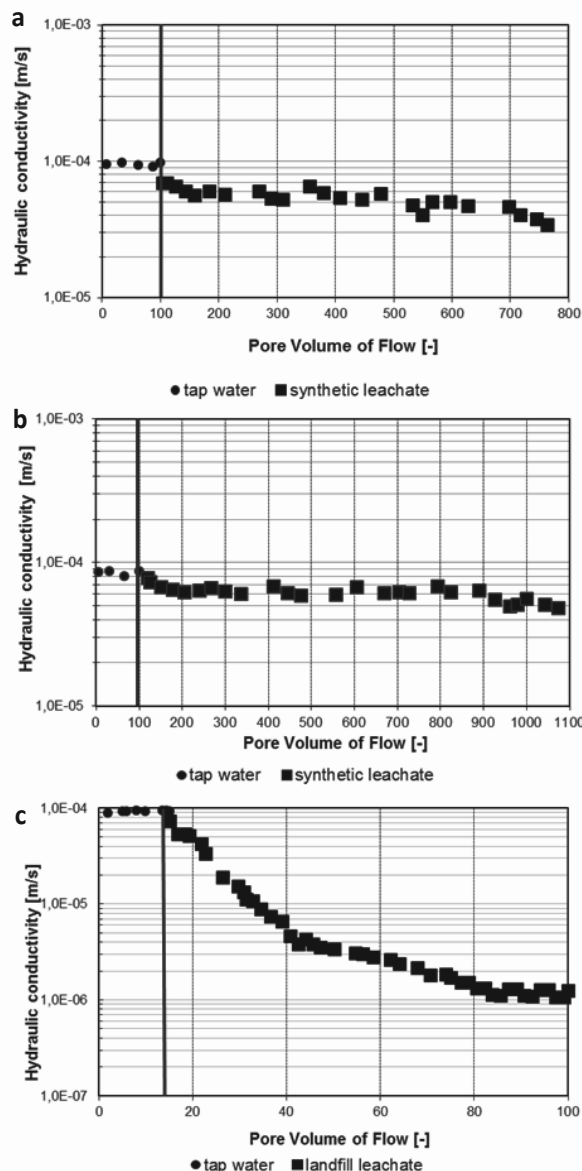 a
Hydraulic conductivity [m/s]
1,0E-03
1,0E-04
1,0E-05
0 100 200 300 400 500 600 700 800
Pore Volume of Flow [-]
tap water synthetic leachate
b
Hydraulic conductivity [m/s]
1,0E-03
1,0E-04
1,0E-05
0 100 200 300 400 500 600 700 800 900 1000 1100
Pore Volume of Flow [-]
tap water synthetic leachate
c
Hydraulic conductivity [m/s]
1,0E-04
1,0E-05
1,0E-06
1,0E-07
0 20 40 60 80 100
Pore Volume of Flow [-]
tap water landfill leachate